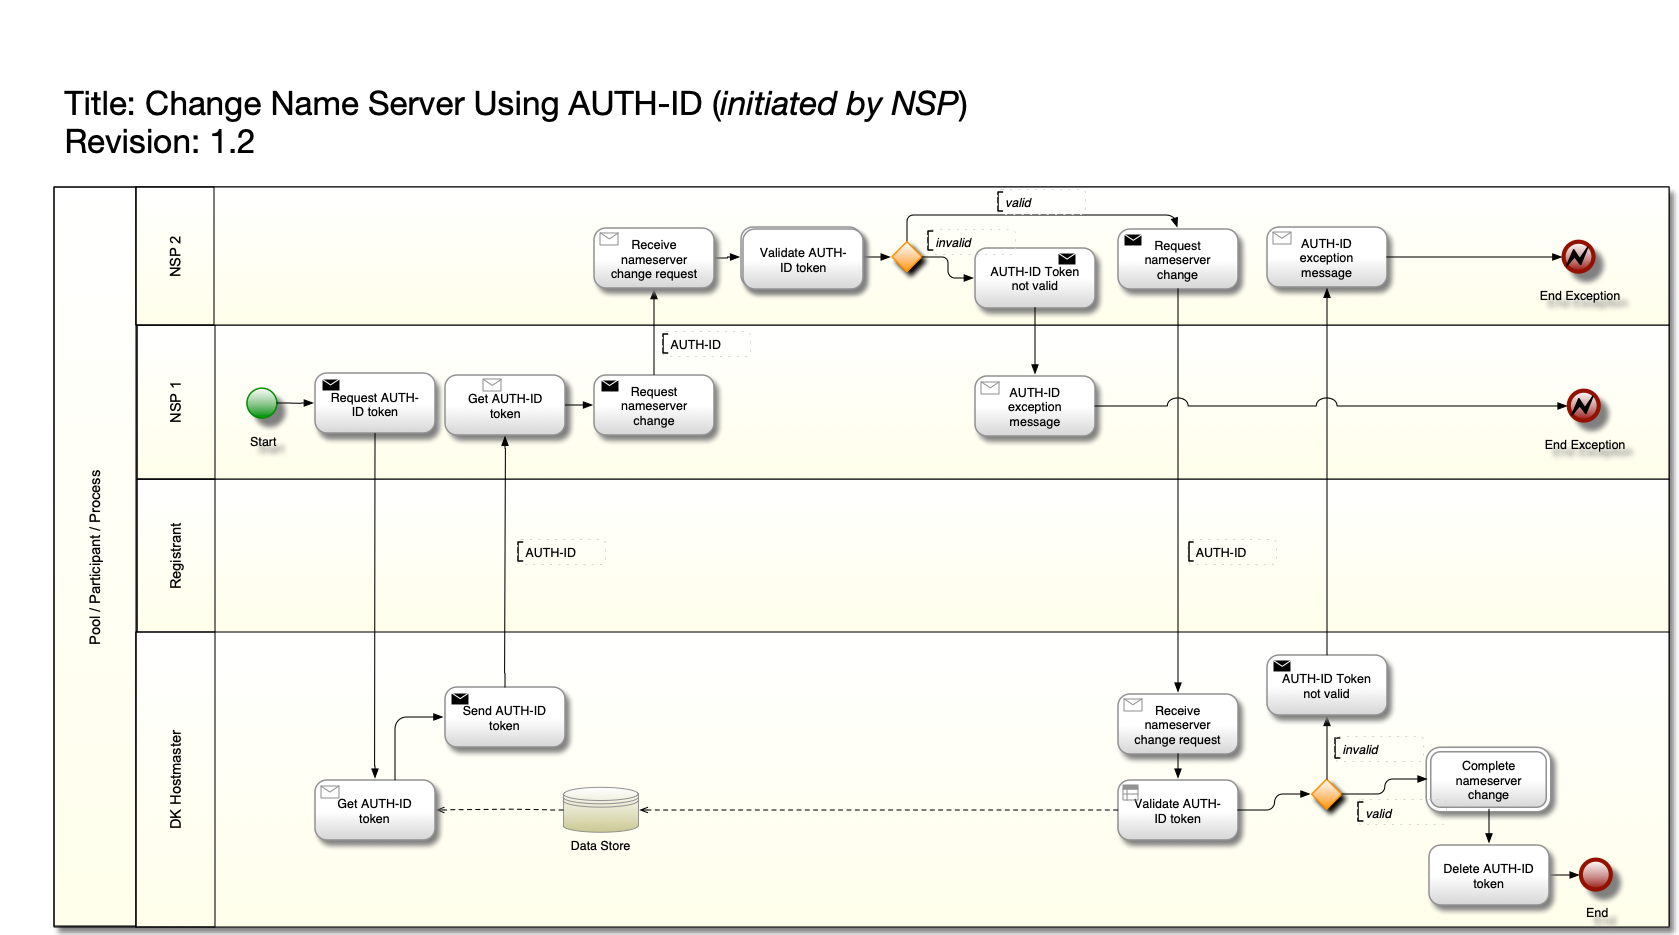 Title: Change Name Server Using AUTH-ID (initiated by NSP)
Revision: 1.2
Pool / Participant / Process
NSP 2
Receive
nameserver
change request
Validate AUTH-
ID token
valid
invalid
AUTH-ID Token
not valid
Request
nameserver
change
AUTH-ID
exception
message
End Exception
NSP 1
AUTH-ID
Start
Request AUTH-
ID token
Get AUTH-ID
token
Request
nameserver
change
AUTH-ID
exception
message
End Exception
Registrant
AUTH-ID
AUTH-ID
DK Hostmaster
Send AUTH-ID
token
Get AUTH-ID
token
Data Store
Receive
nameserver
change request
Validate AUTH-
ID token
AUTH-ID Token
not valid
invalid
valid
Complete
nameserver
change
Delete AUTH-ID
token
End